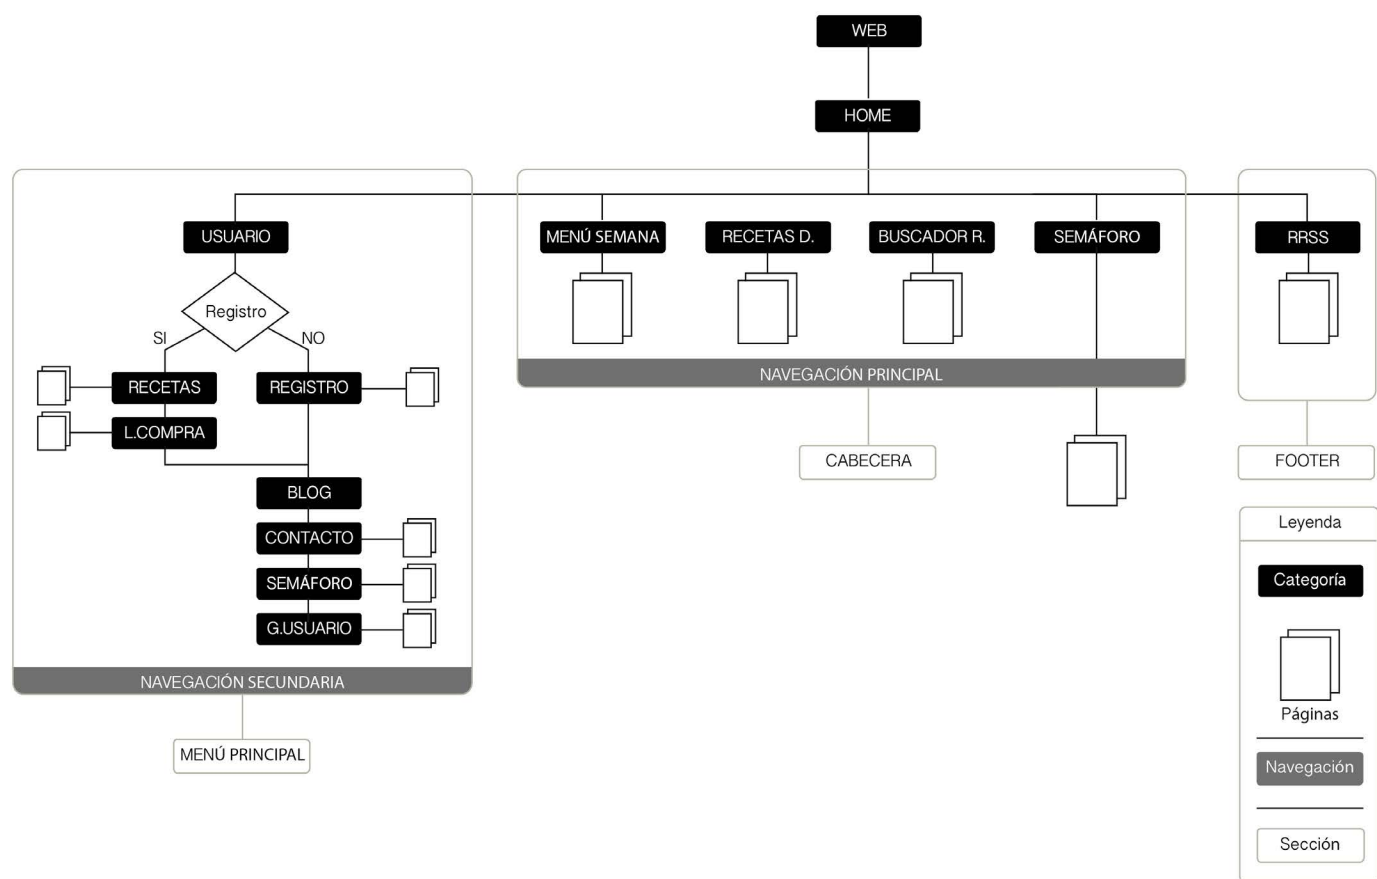 WEB
HOME
USUARIO
MENÚ SEMANA
RECETAS D.
BUSCADOR R.
SEMÁFORO
RRSS
Registro
SI
NO
RECETAS
REGISTRO
L.COMPRA
BLOG
CONTACTO
SEMÁFORO
G.USUARIO
NAVEGACIÓN SECUNDARIA
MENÚ PRINCIPAL
NAVEGACIÓN PRINCIPAL
CABECERA
FOOTER
Leyenda
Categoría
Páginas
Navegación
Sección